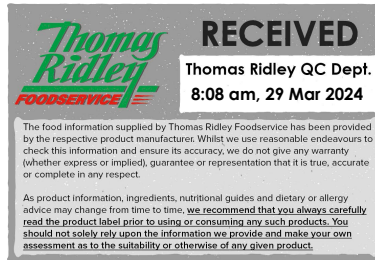 Thomas
Ridley
FOODSERVICE
RECEIVED
Thomas Ridley QC Dept.
8:08 am, 29 Mar 2024
The food information supplied by Thomas Ridley Foodservice has been provided
by the respective product manufacturer. Whilst we use reasonable endeavours to
check this information and ensure its accuracy, we do not give any warranty
(whether express or implied), guarantee or representation that it is true, accurate
or complete in any respect.
As product information, ingredients, nutritional guides and dietary or allergy
advice may change from time to time, we recommend that you always carefully
read the product label prior to using or consuming any such products. You
should not solely rely upon the information we provide and make your own
assessment as to the suitability or otherwise of any given product.